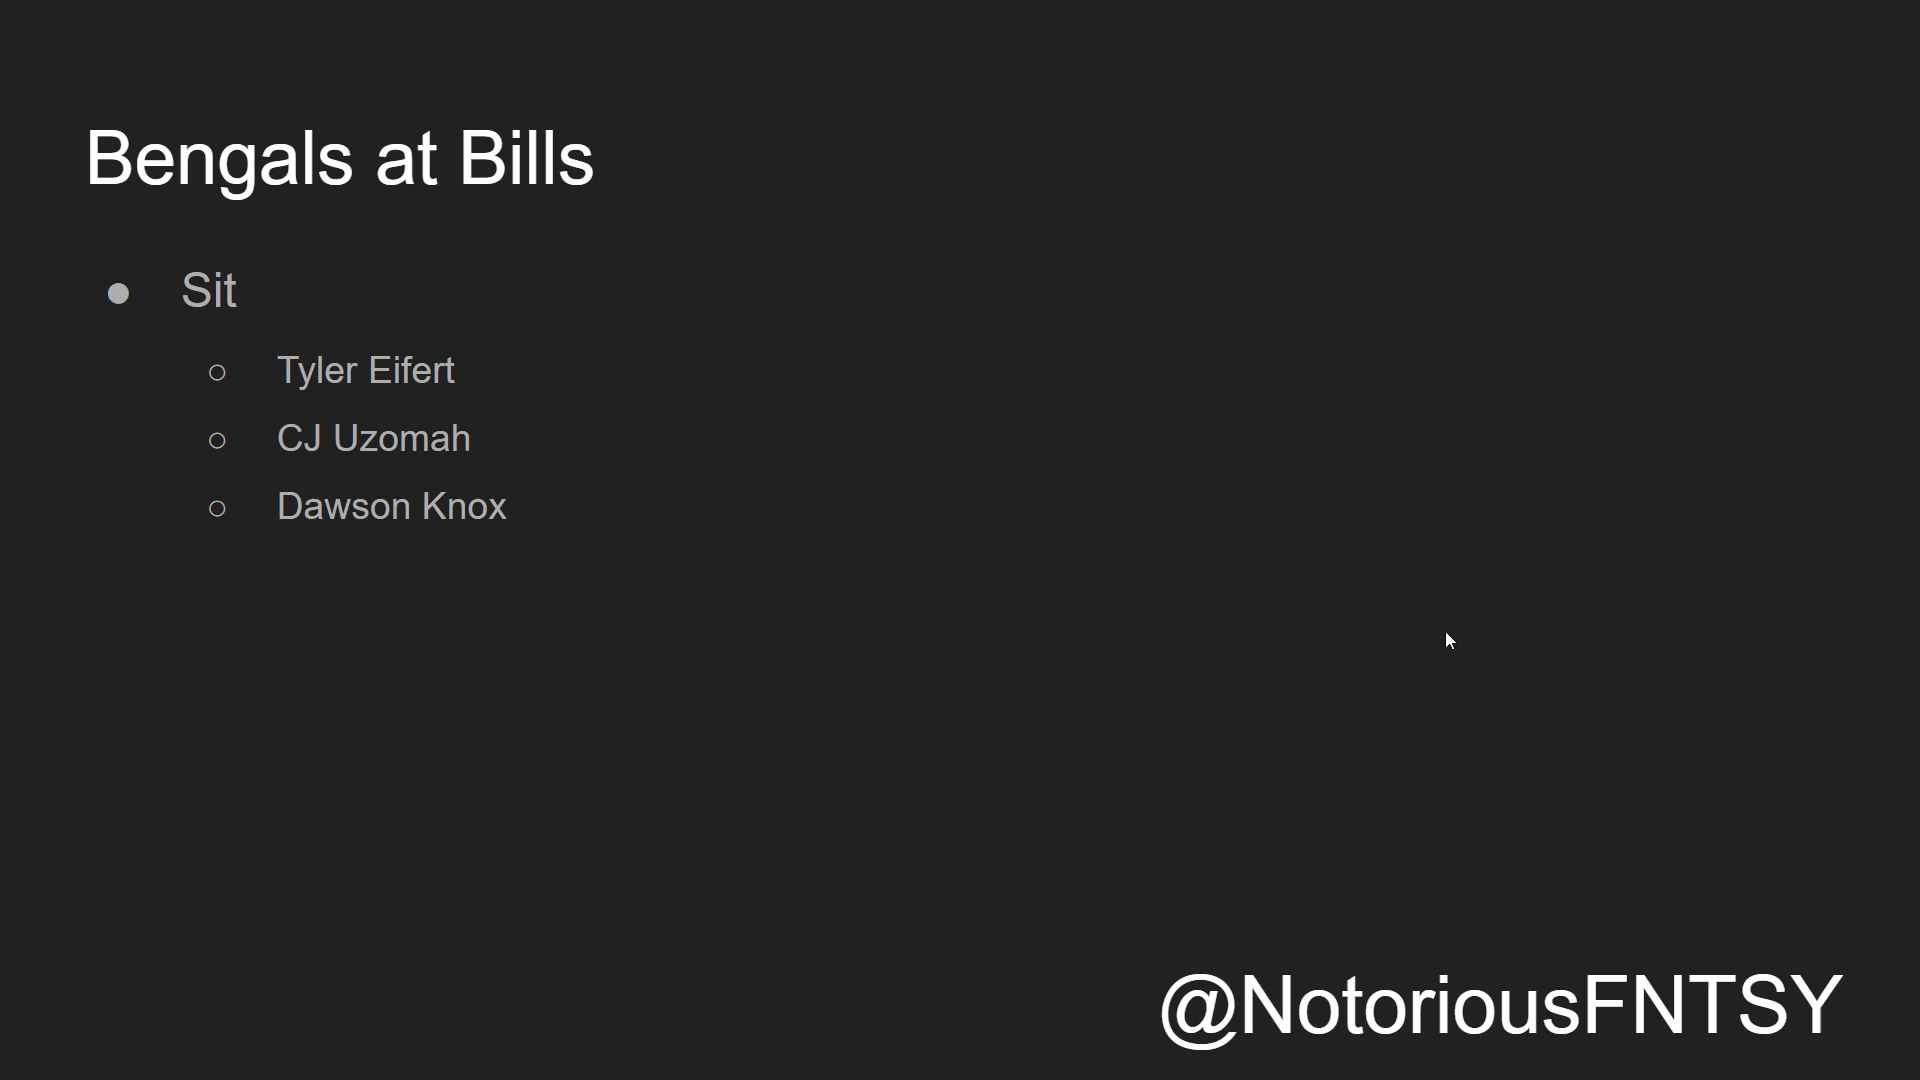 Bengals at Bills
● Sit
○ Tyler Eifert
○ CJ Uzomah
○ Dawson Knox
@NotoriousFNTSY